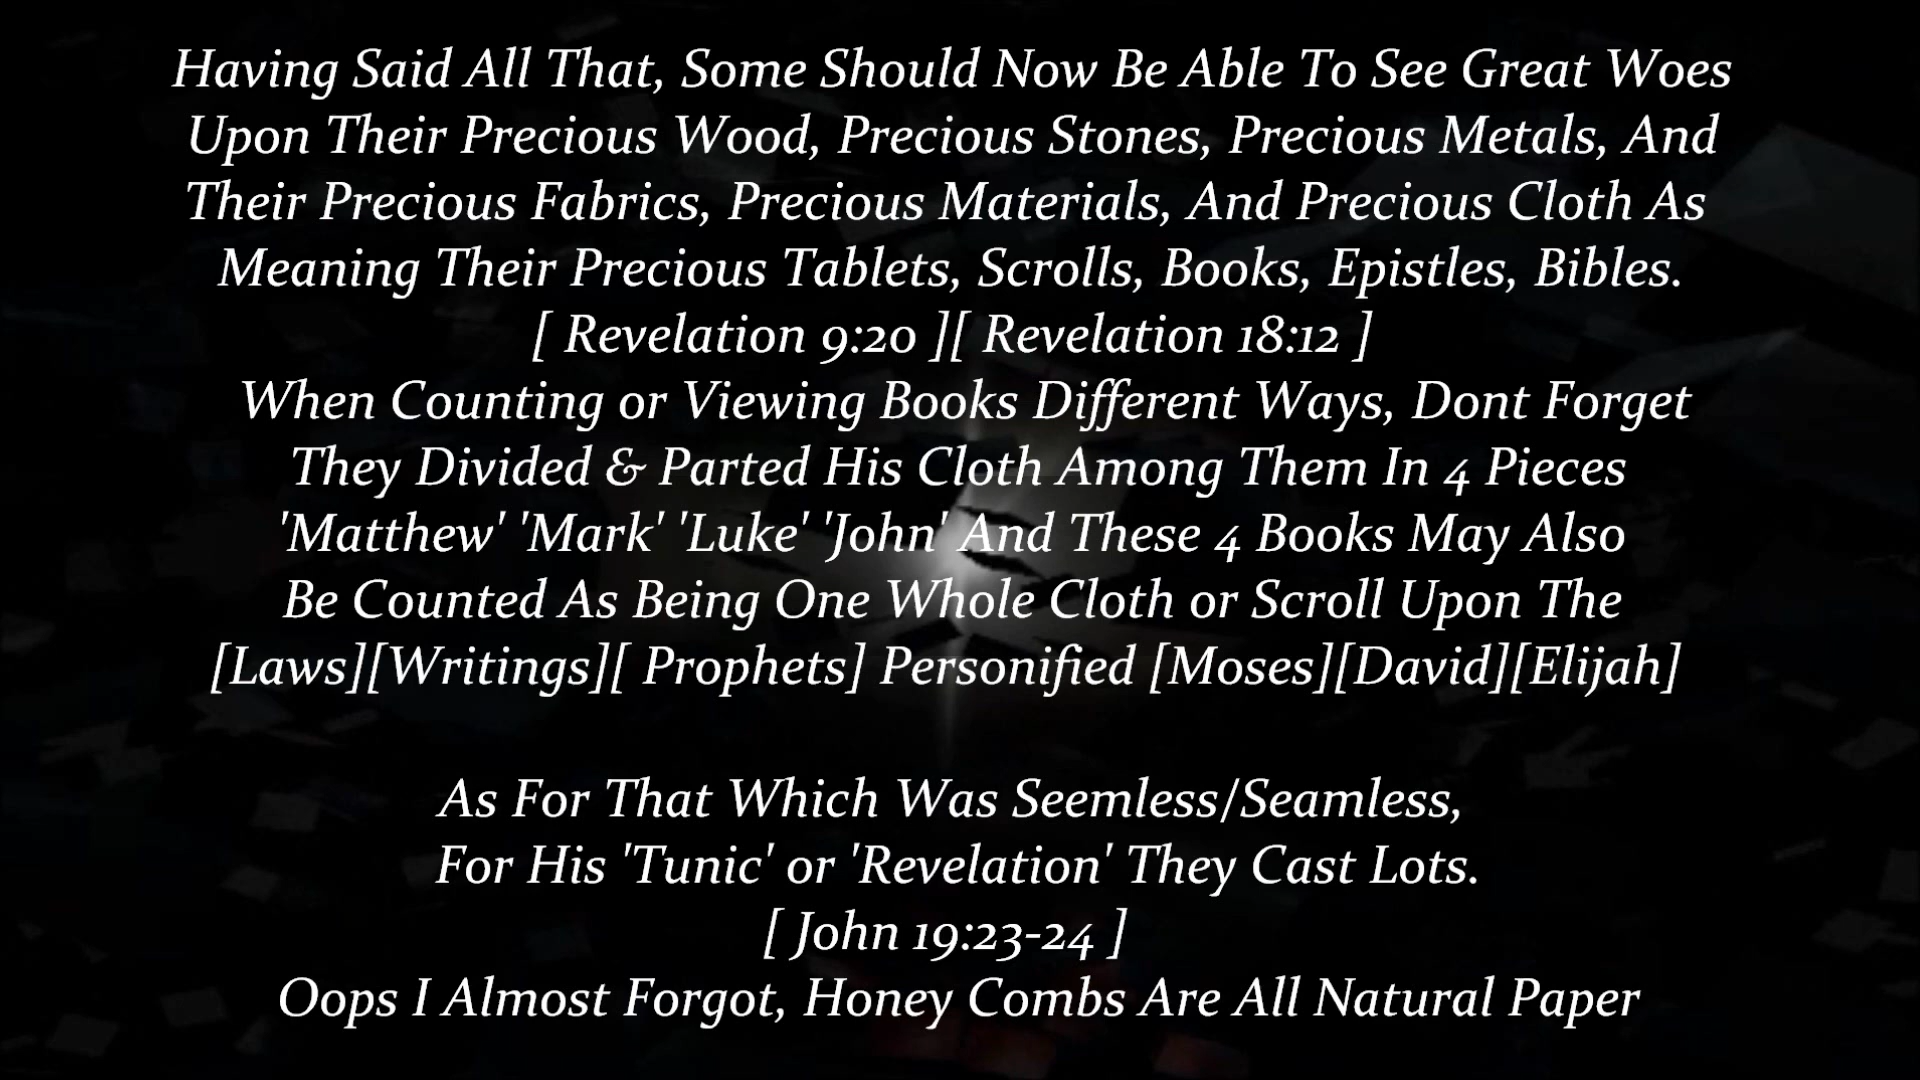 Having Said All That, Some Should Now Be Able To See Great Woes
Upon Their Precious Wood, Precious Stones, Precious Metals, And
Their Precious Fabrics, Precious Materials, And Precious Cloth As
Meaning Their Precious Tablets, Scrolls, Books, Epistles, Bibles.
[ Revelation 9:20 ][ Revelation 18:12 ]
When Counting or Viewing Books Different Ways, Dont Forget
They Divided & Parted His Cloth Among Them In 4 Pieces
'Matthew' 'Mark' 'Luke' 'John' And These 4 Books May Also
Be Counted As Being One Whole Cloth or Scroll Upon The
[Laws][Writings][ Prophets] Personified [Moses][David][Elijah]
As For That Which Was Seemless/Seamless,
For His 'Tunic' or 'Revelation' They Cast Lots.
[ John 19:23-24 ]
Oops I Almost Forgot, Honey Combs Are All Natural Paper